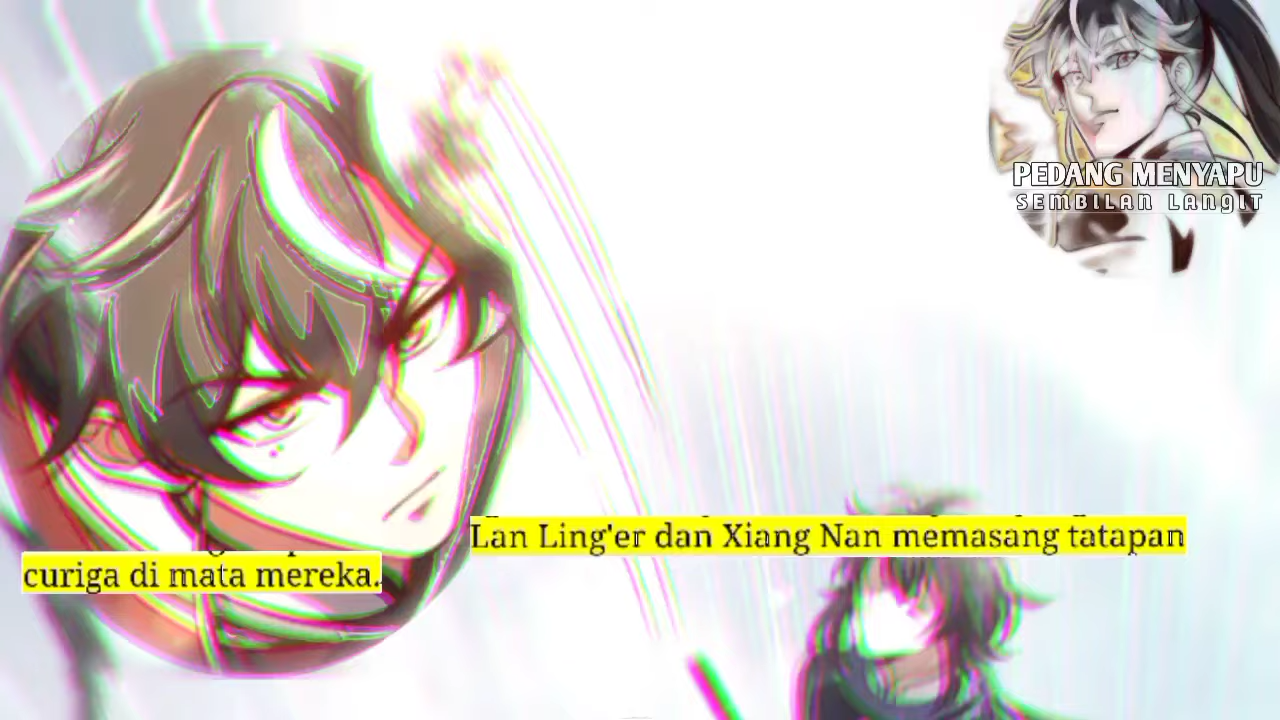 PEDANG MENYAPU
SEMBILAN LANGIT
Lan Ling'er dan Xiang Nan memasang tatapan
curiga di mata mereka.